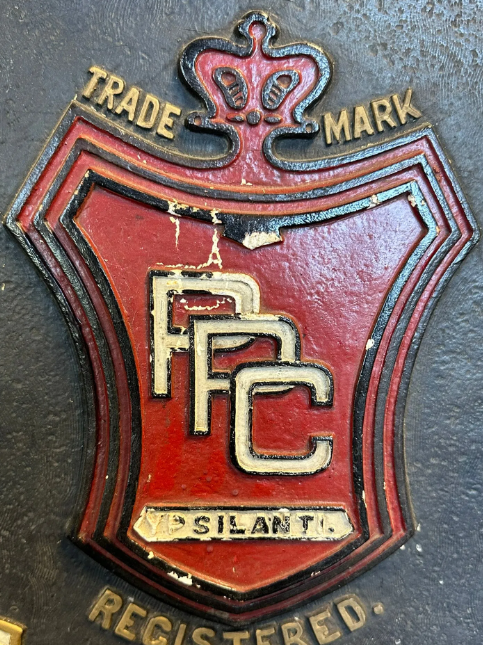 TRADE MARK
PPC
YPSILANTI.
REGISTERED.